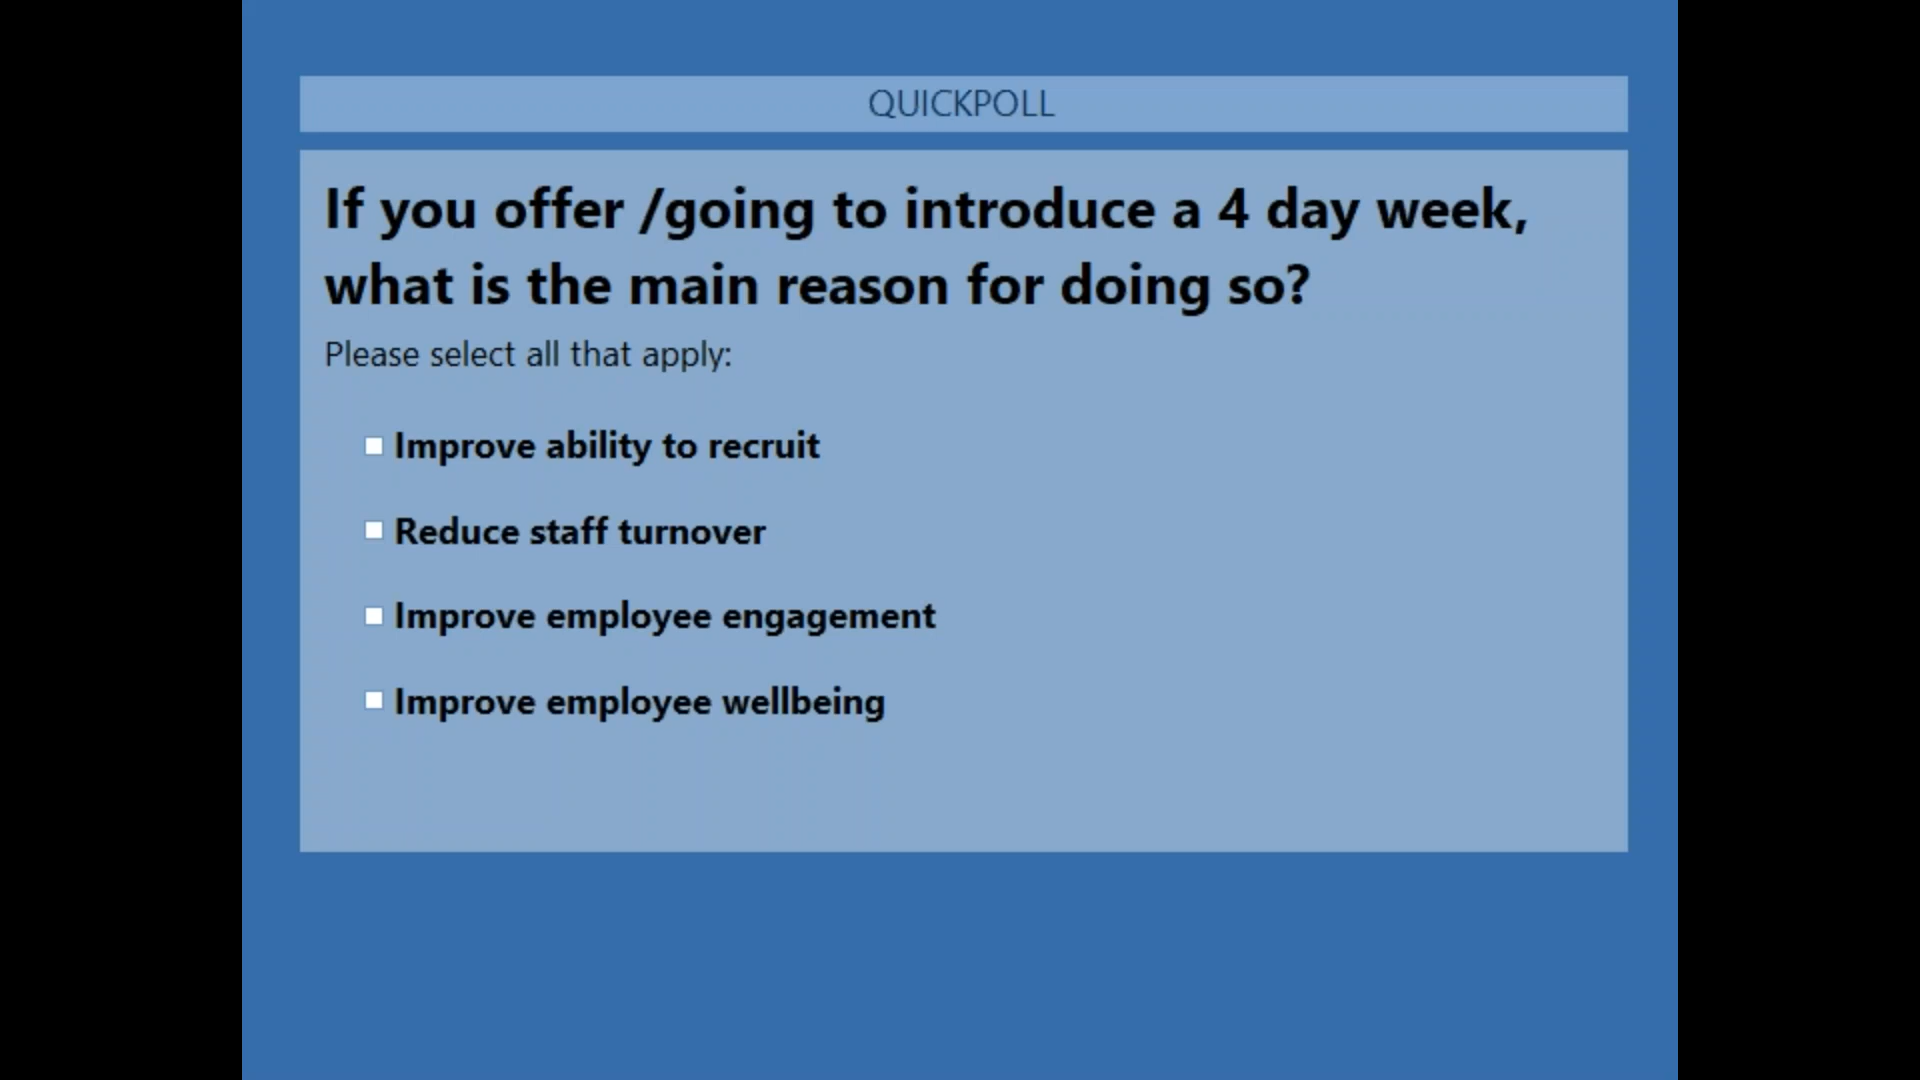 QUICKPOLL
If you offer /going to introduce a 4 day week,
what is the main reason for doing so?
Please select all that apply:
Improve ability to recruit
Reduce staff turnover
Improve employee engagement
Improve employee wellbeing